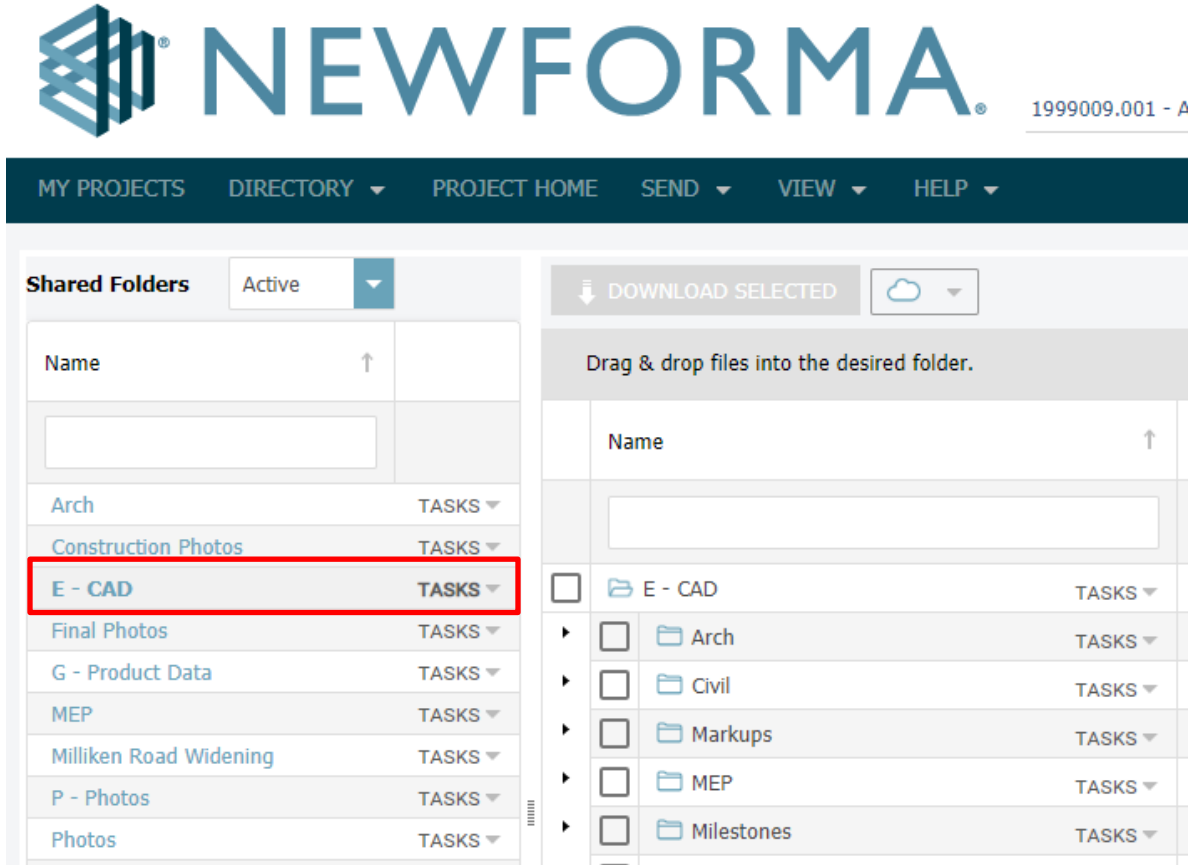 NEWFORMA®
1999009.001 - A
MY PROJECTS DIRECTORY PROJECT HOME SEND VIEW HELP
Shared Folders Active
DOWNLOAD SELECTED
Name
Drag & drop files into the desired folder.
Name
Arch TASKS
Construction Photos TASKS
E - CAD TASKS
Final Photos TASKS
G - Product Data TASKS
MEP TASKS
Milliken Road Widening TASKS
P - Photos TASKS
Photos TASKS
E - CAD TASKS
Arch TASKS
Civil TASKS
Markups TASKS
MEP TASKS
Milestones TASKS